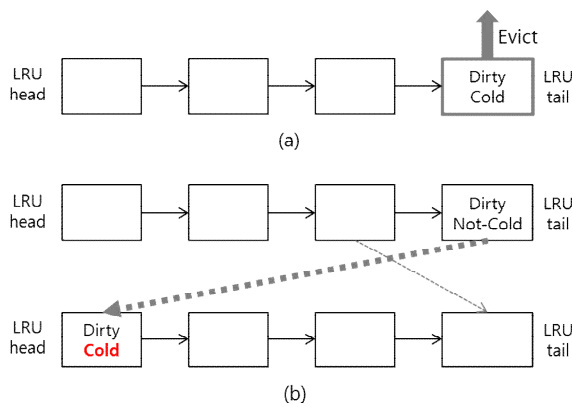 Evict
LRU
head
Dirty
Cold
LRU
tail
(a)
LRU
head
Dirty
Not-Cold
LRU
tail
LRU
head
Dirty
Cold
LRU
tail
(b)